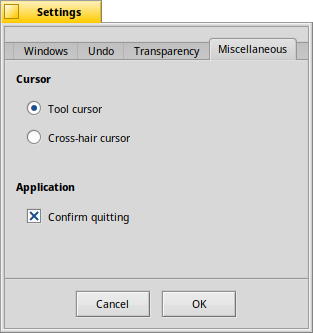 Settings
Windows Undo Transparency Miscellaneous
Cursor
Tool cursor
Cross-hair cursor
Application
Confirm quitting
Cancel OK